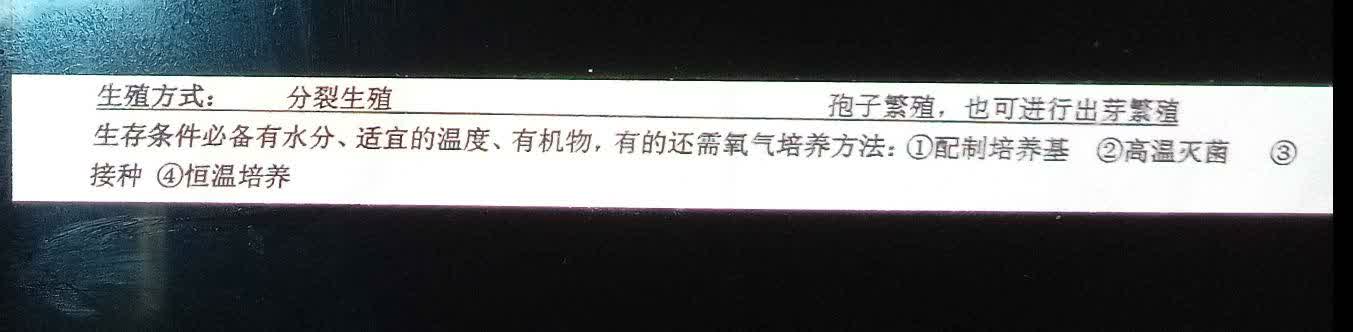 生殖方式： 分裂生殖 孢子繁殖，也可进行出芽繁殖
生存条件必备有水分、适宜的温度、有机物，有的还需氧气培养方法：①配制培养基 ②高温灭菌 ③
接种 ④恒温培养